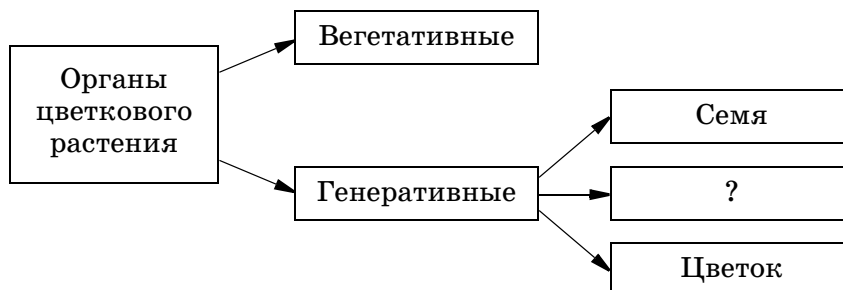 Вегетативные
Органы
цветкового
растения
Семя
Генеративные
?
Цветок